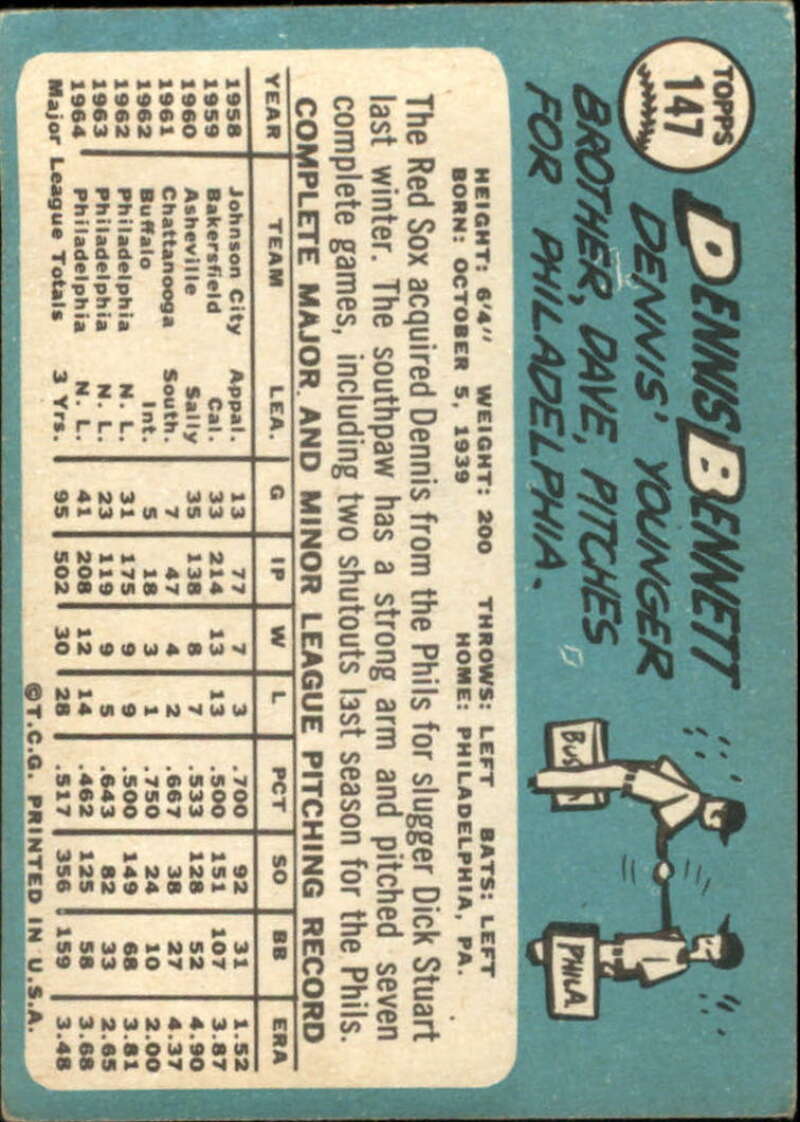 TOPPS
147
DENNIS BENNETT
DENNIS' YOUNGER
BROTHER, DAVE, PITCHES
FOR PHILADELPHIA.
PHILA.
HEIGHT: 6'4" WEIGHT: 200 THROWS: LEFT BATS: LEFT
BORN: OCTOBER 5, 1939 HOME: PHILADELPHIA, PA.
The Red Sox acquired Dennis from the Phils for slugger Dick Stuart
last winter. The southpaw has a strong arm and pitched seven
complete games, including two shutouts last season for the Phils.
COMPLETE MAJOR AND MINOR LEAGUE PITCHING RECORD
YEAR TEAM LEA. G IP W L PCT SO BB ERA
1958 Johnson City Appal. 13 77 7 3 .700 92 31 1.52
1959 Bakersfield Cal. 33 214 13 13 .500 151 107 3.87
1960 Asheville Sally 35 138 8 7 .533 128 52 4.90
1961 Chattanooga South. 7 47 4 2 .667 38 27 4.37
1962 Buffalo Int. 5 18 3 1 .750 24 10 2.00
1962 Philadelphia N. L. 31 175 9 9 .500 149 68 3.81
1963 Philadelphia N. L. 23 119 9 5 .643 82 33 2.65
1964 Philadelphia N. L. 41 208 12 14 .462 125 58 3.68
Major League Totals 3 Yrs. 95 502 30 28 .517 356 159 3.48
©T.C.G. PRINTED IN U.S.A.